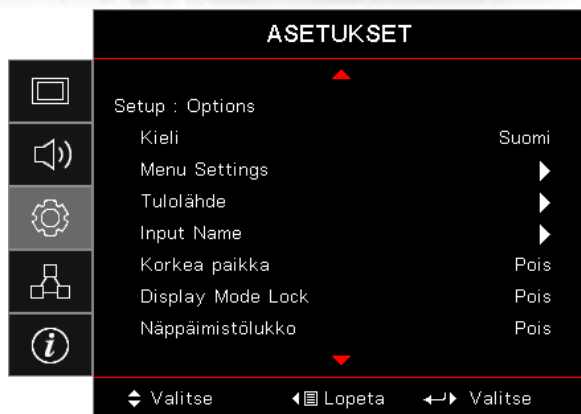 ASETUKSET
Setup : Options
Kieli Suomi
Menu Settings
Tulolähde
Input Name
Korkea paikka Pois
Display Mode Lock Pois
Näppäimistölukko Pois
Valitse Lopeta Valitse